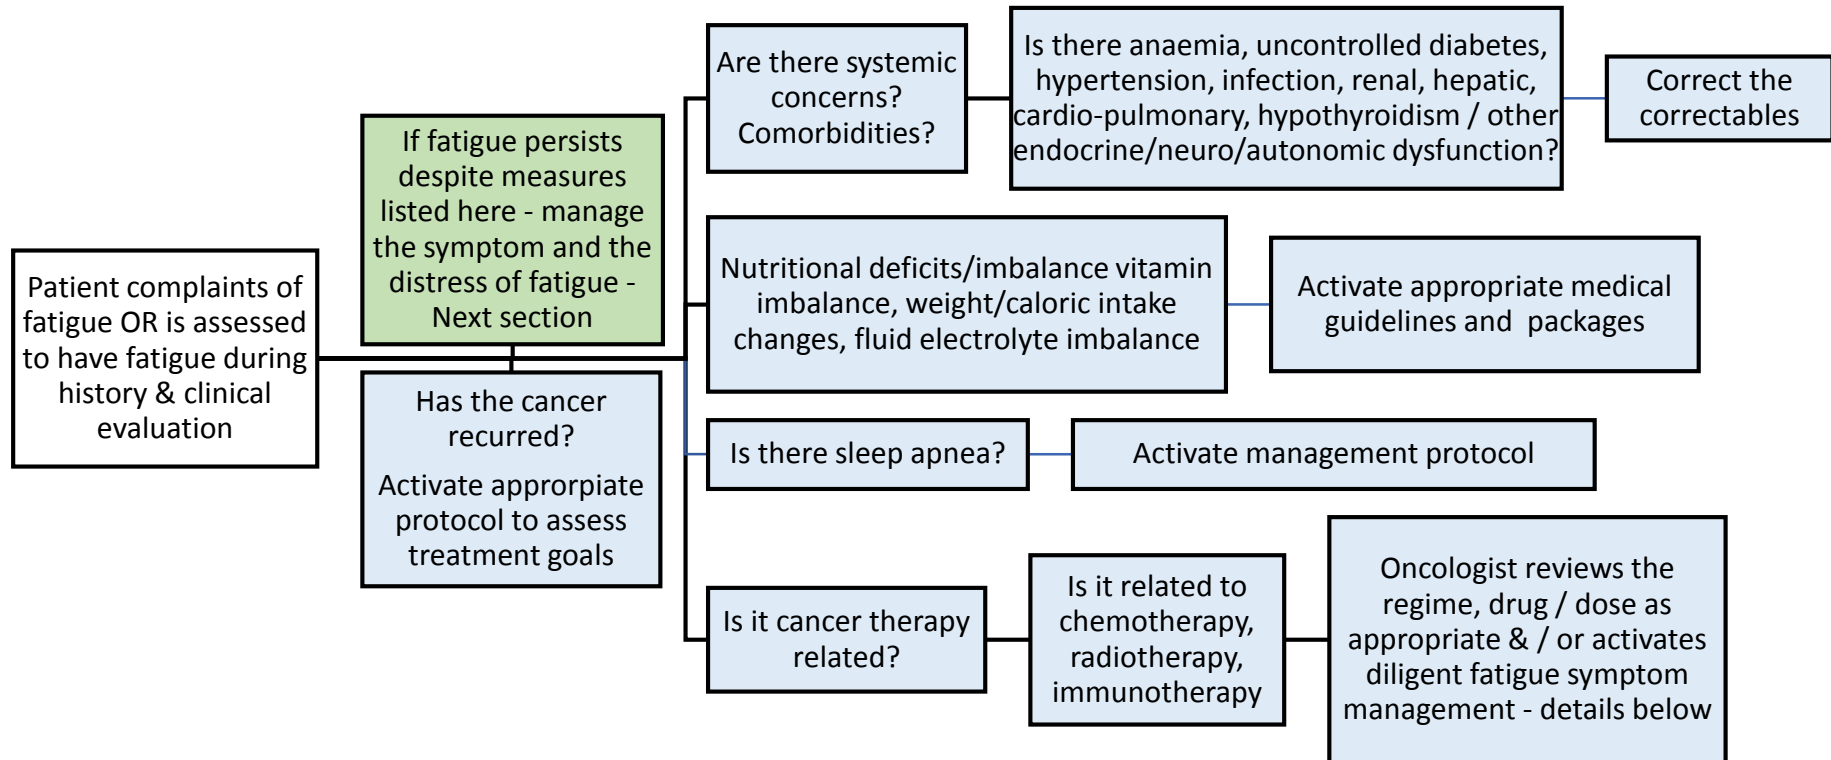 Patient complaints of
fatigue OR is assessed
to have fatigue during
history & clinical
evaluation
If fatigue persists
despite measures
listed here - manage
the symptom and the
distress of fatigue -
Next section
Has the cancer
recurred?
Activate approrpiate
protocol to assess
treatment goals
Are there systemic
concerns?
Comorbidities?
Is there anaemia, uncontrolled diabetes,
hypertension, infection, renal, hepatic,
cardio-pulmonary, hypothyroidism / other
endocrine/neuro/autonomic dysfunction?
Correct the
correctables
Nutritional deficits/imbalance vitamin
imbalance, weight/caloric intake
changes, fluid electrolyte imbalance
Activate appropriate medical
guidelines and packages
Is there sleep apnea?
Activate management protocol
Is it cancer therapy
related?
Is it related to
chemotherapy,
radiotherapy,
immunotherapy
Oncologist reviews the
regime, drug / dose as
appropriate & / or activates
diligent fatigue symptom
management - details below